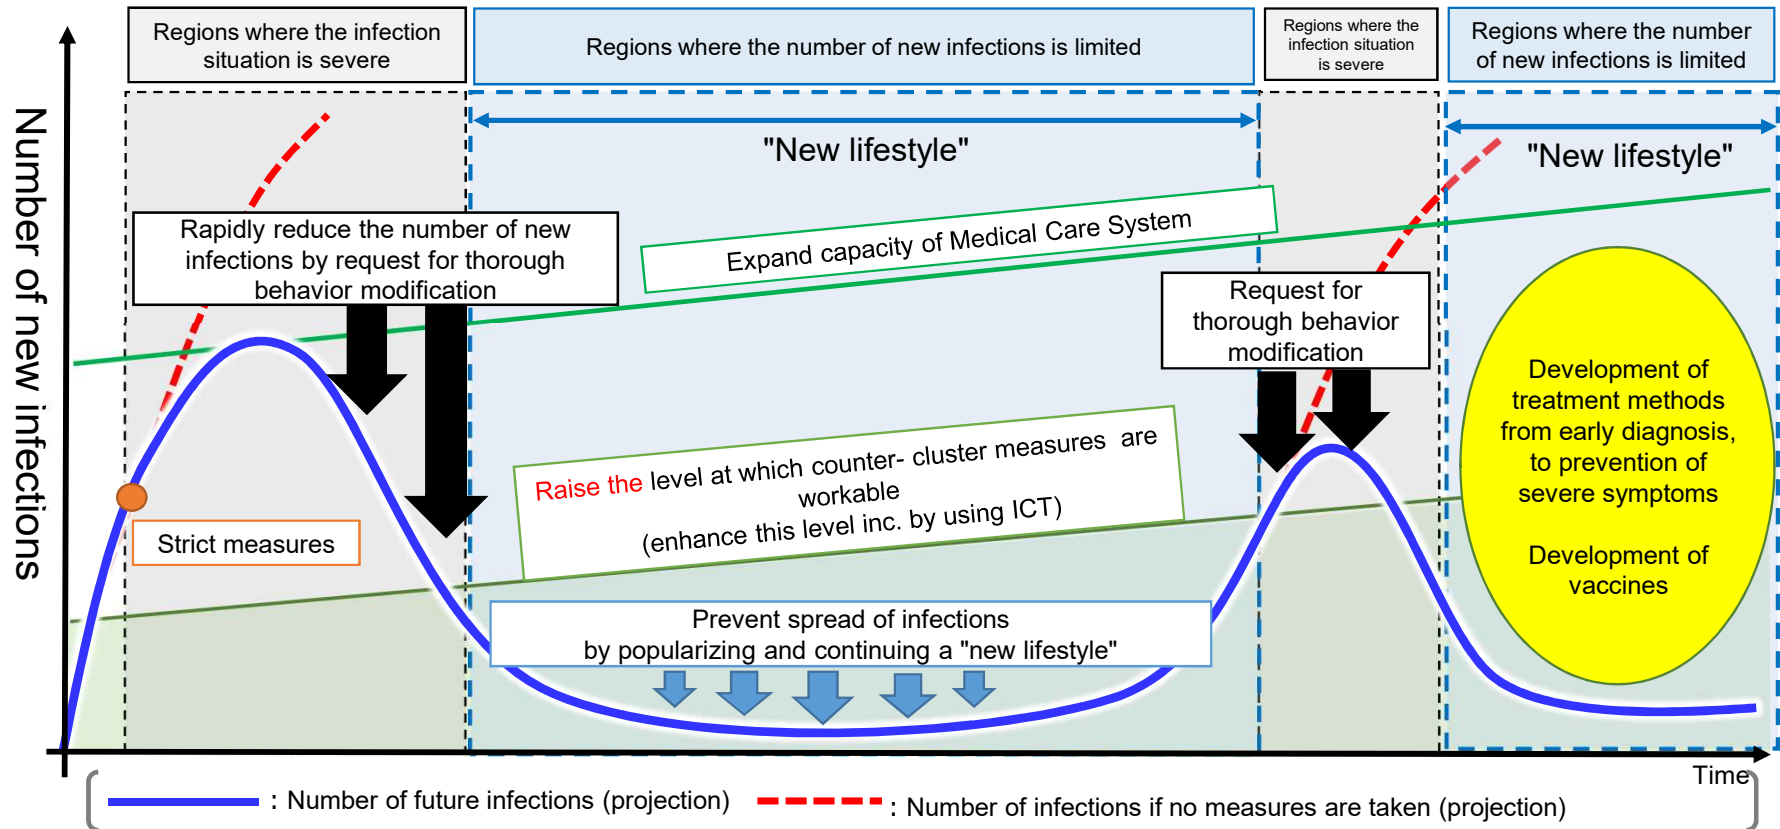 Regions where the infection
situation is severe
Regions where the number of new infections is limited
Regions where the
infection situation
is severe
Regions where the number
of new infections is limited
Number of new infections
"New lifestyle"
"New lifestyle"
Rapidly reduce the number of new
infections by request for thorough
behavior modification
Expand capacity of Medical Care System
Request for
thorough behavior
modification
Development of
treatment methods
from early diagnosis,
to prevention of
severe symptoms
Development of
vaccines
Raise the level at which counter- cluster measures are
workable
(enhance this level inc. by using ICT)
Strict measures
Prevent spread of infections
by popularizing and continuing a "new lifestyle"
Time
: Number of future infections (projection)
: Number of infections if no measures are taken (projection)